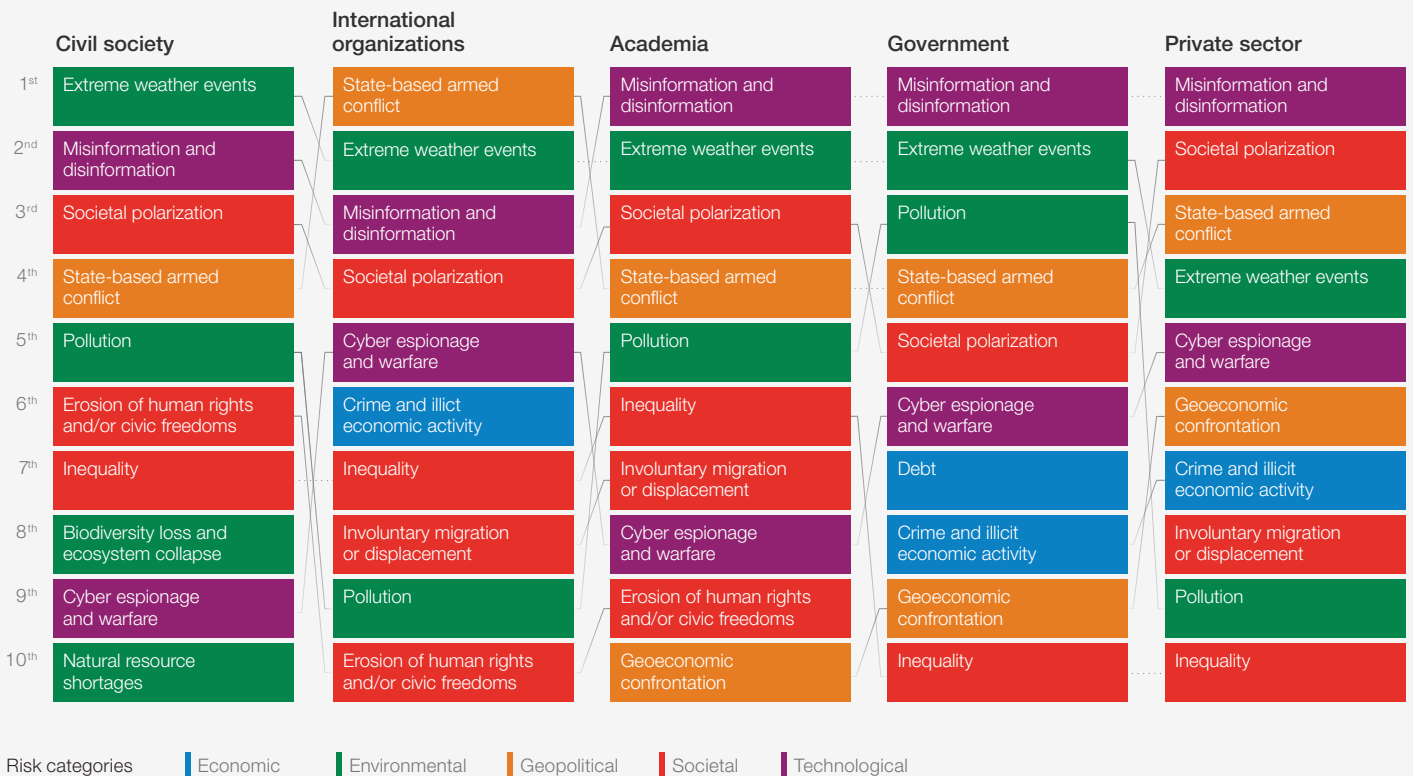 Civil society
International
organizations
Academia
Government
Private sector
1st
Extreme weather events
State-based armed
conflict
Misinformation and
disinformation
Misinformation and
disinformation
Misinformation and
disinformation
2nd
Misinformation and
disinformation
Extreme weather events
Extreme weather events
Extreme weather events
Societal polarization
3rd
Societal polarization
Misinformation and
disinformation
Societal polarization
Pollution
State-based armed
conflict
4th
State-based armed
conflict
Societal polarization
State-based armed
conflict
State-based armed
conflict
Extreme weather events
5th
Pollution
Cyber espionage
and warfare
Pollution
Societal polarization
Cyber espionage
and warfare
6th
Erosion of human rights
and/or civic freedoms
Crime and illict
economic activity
Inequality
Cyber espionage
and warfare
Geoeconomic
confrontation
7th
Inequality
Inequality
Involuntary migration
or displacement
Debt
Crime and illicit
economic activity
8th
Biodiversity loss and
ecosystem collapse
Involuntary migration
or displacement
Cyber espionage
and warfare
Crime and illicit
economic activity
Involuntary migration
or displacement
9th
Cyber espionage
and warfare
Pollution
Erosion of human rights
and/or civic freedoms
Geoeconomic
confrontation
Pollution
10th
Natural resource
shortages
Erosion of human rights
and/or civic freedoms
Geoeconomic
confrontation
Inequality
Inequality
Risk categories
Economic
Environmental
Geopolitical
Societal
Technological